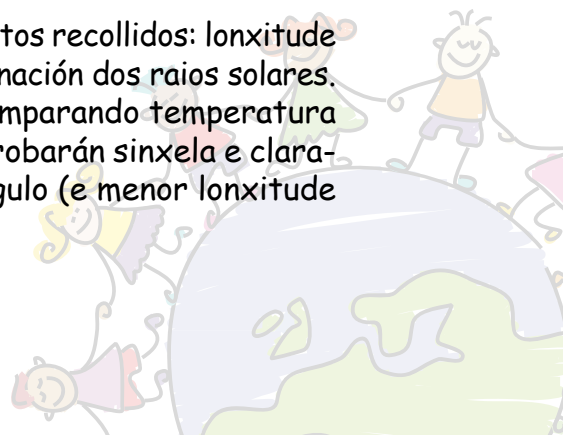 tos recollidos: lonxitude
nación dos raios solares.
mparando temperatura
robarán sinxela e clara-
gulo (e menor lonxitude